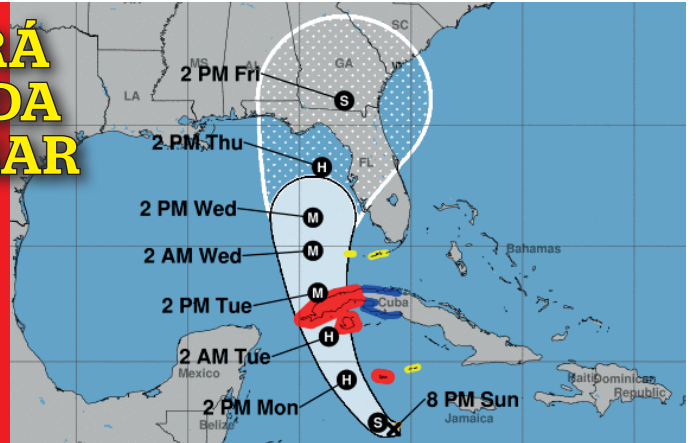 RÁ
DA
AR
SC
MS
AL
GA
2 PM Fri
S
LA
2 PM Thu
H
FL
2 PM Wed
M
2 AM Wed
M
Bahamas
2 PM Tue
M
Cuba
H
2 AM Tue
Mexico
H
Haiti
Dominican
Republic
2 PM Mon
8 PM Sun
S
Jamaica
Belize